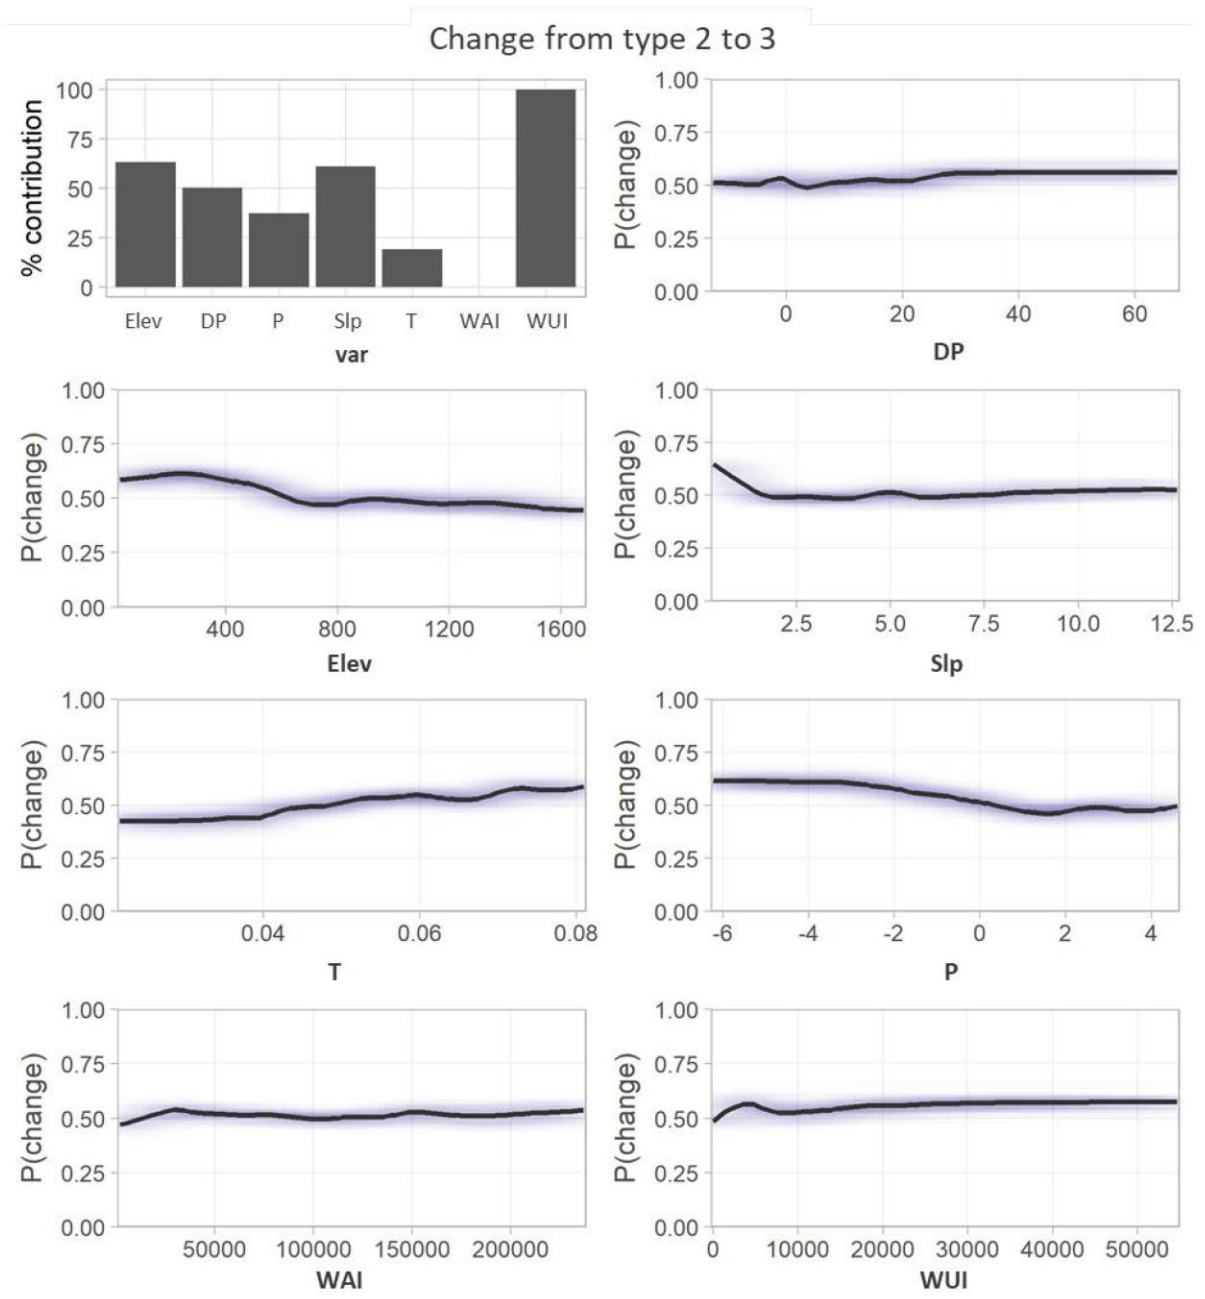 Change from type 2 to 3
% contribution
100
75
50
25
0
Elev DP P Slp T WAI WUI
var
P(change)
1.00
0.75
0.50
0.25
0.00
0 20 40 60
DP
P(change)
1.00
0.75
0.50
0.25
0.00
400 800 1200 1600
Elev
P(change)
1.00
0.75
0.50
0.25
0.00
2.5 5.0 7.5 10.0 12.5
Slp
P(change)
1.00
0.75
0.50
0.25
0.00
0.04 0.06 0.08
T
P(change)
1.00
0.75
0.50
0.25
0.00
-6 -4 -2 0 2 4
P
P(change)
1.00
0.75
0.50
0.25
0.00
50000 100000 150000 200000
WAI
P(change)
1.00
0.75
0.50
0.25
0.00
0 10000 20000 30000 40000 50000
WUI